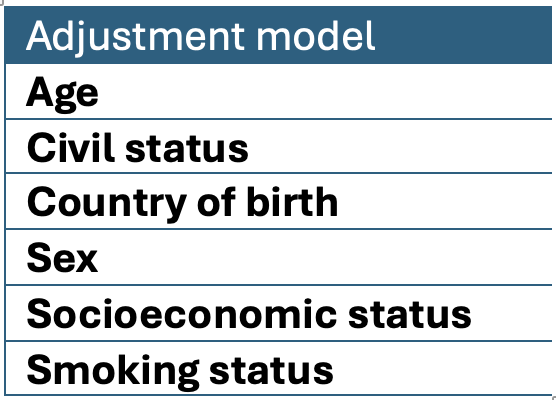 Adjustment model
Age
Civil status
Country of birth
Sex
Socioeconomic status
Smoking status